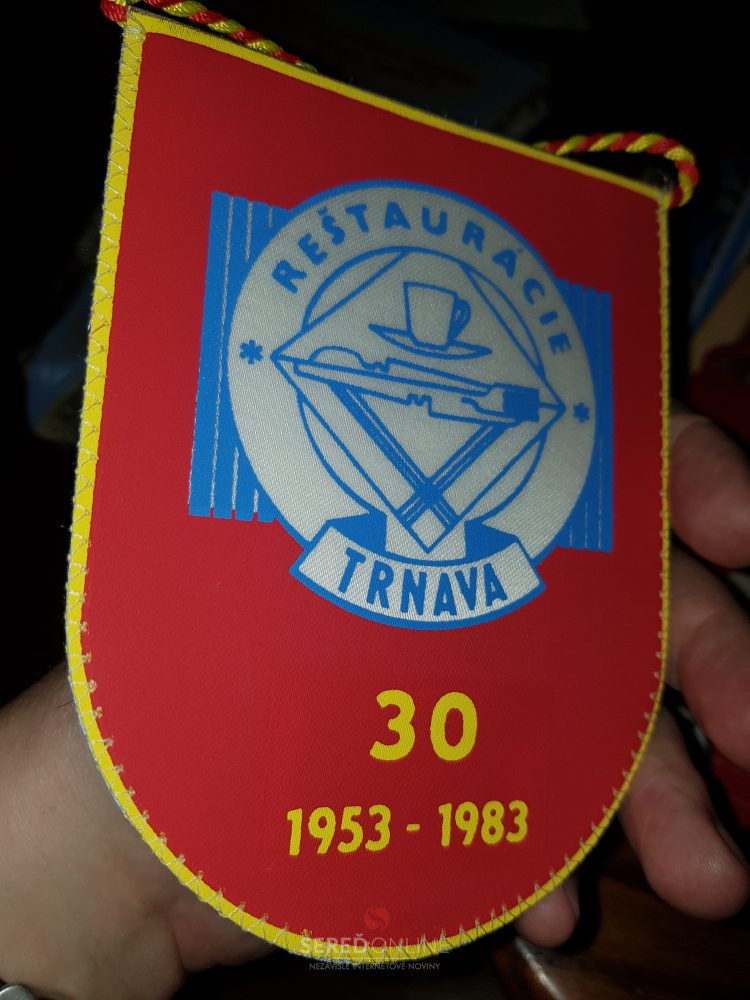 REŠTAURÁCIE
TRNAVA
30
1953 - 1983
SEREĎONLINE
NEZÁVISLÉ INTERNETOVÉ NOVINY